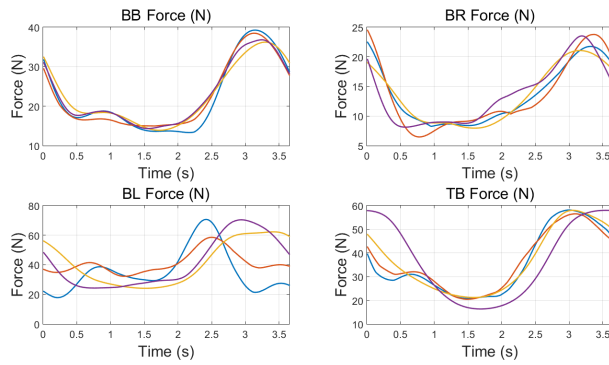 BB Force (N)
BR Force (N)
Force (N)
40
30
20
10
0 0.5 1 1.5 2 2.5 3 3.5
Time (s)
Force (N)
25
20
15
10
5
0 0.5 1 1.5 2 2.5 3 3.5
Time (s)
BL Force (N)
TB Force (N)
Force (N)
80
60
40
20
0
0 0.5 1 1.5 2 2.5 3 3.5
Time (s)
Force (N)
60
50
40
30
20
10
0 0.5 1 1.5 2 2.5 3 3.5
Time (s)